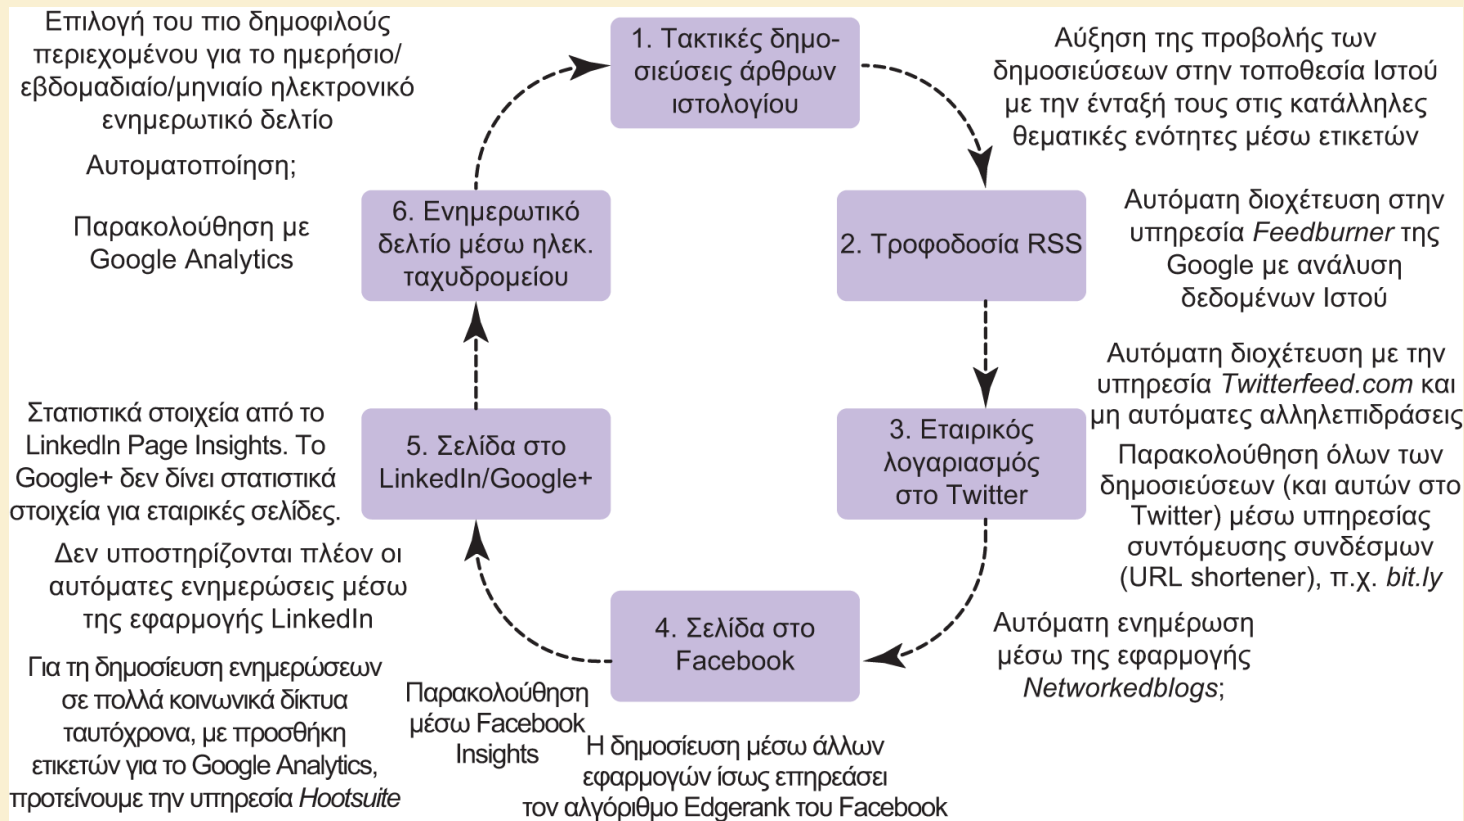 Επιλογή του πιο δημοφιλούς
περιεχομένου για το ημερήσιο/
εβδομαδιαίο/μηνιαίο ηλεκτρονικό
ενημερωτικό δελτίο
Αυτοματοποίηση;
Παρακολούθηση με
Google Analytics
1. Τακτικές δημο-
σιεύσεις άρθρων
ιστολογίου
Αύξηση της προβολής των
δημοσιεύσεων στην τοποθεσία Ιστού
με την ένταξή τους στις κατάλληλες
θεματικές ενότητες μέσω ετικετών
2. Τροφοδοσία RSS
Αυτόματη διοχέτευση στην
υπηρεσία Feedburner της
Google με ανάλυση
δεδομένων Ιστού
Αυτόματη διοχέτευση με την
υπηρεσία Twitterfeed.com και
μη αυτόματες αλληλεπιδράσεις
3. Εταιρικός
λογαριασμός
στο Twitter
Παρακολούθηση όλων των
δημοσιεύσεων (και αυτών στο
Twitter) μέσω υπηρεσίας
συντόμευσης συνδέσμων
(URL shortener), π.χ. bit.ly
Αυτόματη ενημέρωση
μέσω της εφαρμογής
Networkedblogs;
4. Σελίδα στο
Facebook
Η δημοσίευση μέσω άλλων
εφαρμογών ίσως επηρεάσει
τον αλγόριθμο Edgerank του Facebook
Παρακολούθηση
μέσω Facebook
Insights
5. Σελίδα στο
LinkedIn/Google+
Στατιστικά στοιχεία από το
LinkedIn Page Insights. Το
Google+ δεν δίνει στατιστικά
στοιχεία για εταιρικές σελίδες.
Δεν υποστηρίζονται πλέον οι
αυτόματες ενημερώσεις μέσω
της εφαρμογής LinkedIn
Για τη δημοσίευση ενημερώσεων
σε πολλά κοινωνικά δίκτυα
ταυτόχρονα, με προσθήκη
ετικετών για το Google Analytics,
προτείνουμε την υπηρεσία Hootsuite
6. Ενημερωτικό
δελτίο μέσω ηλεκ.
ταχυδρομείου